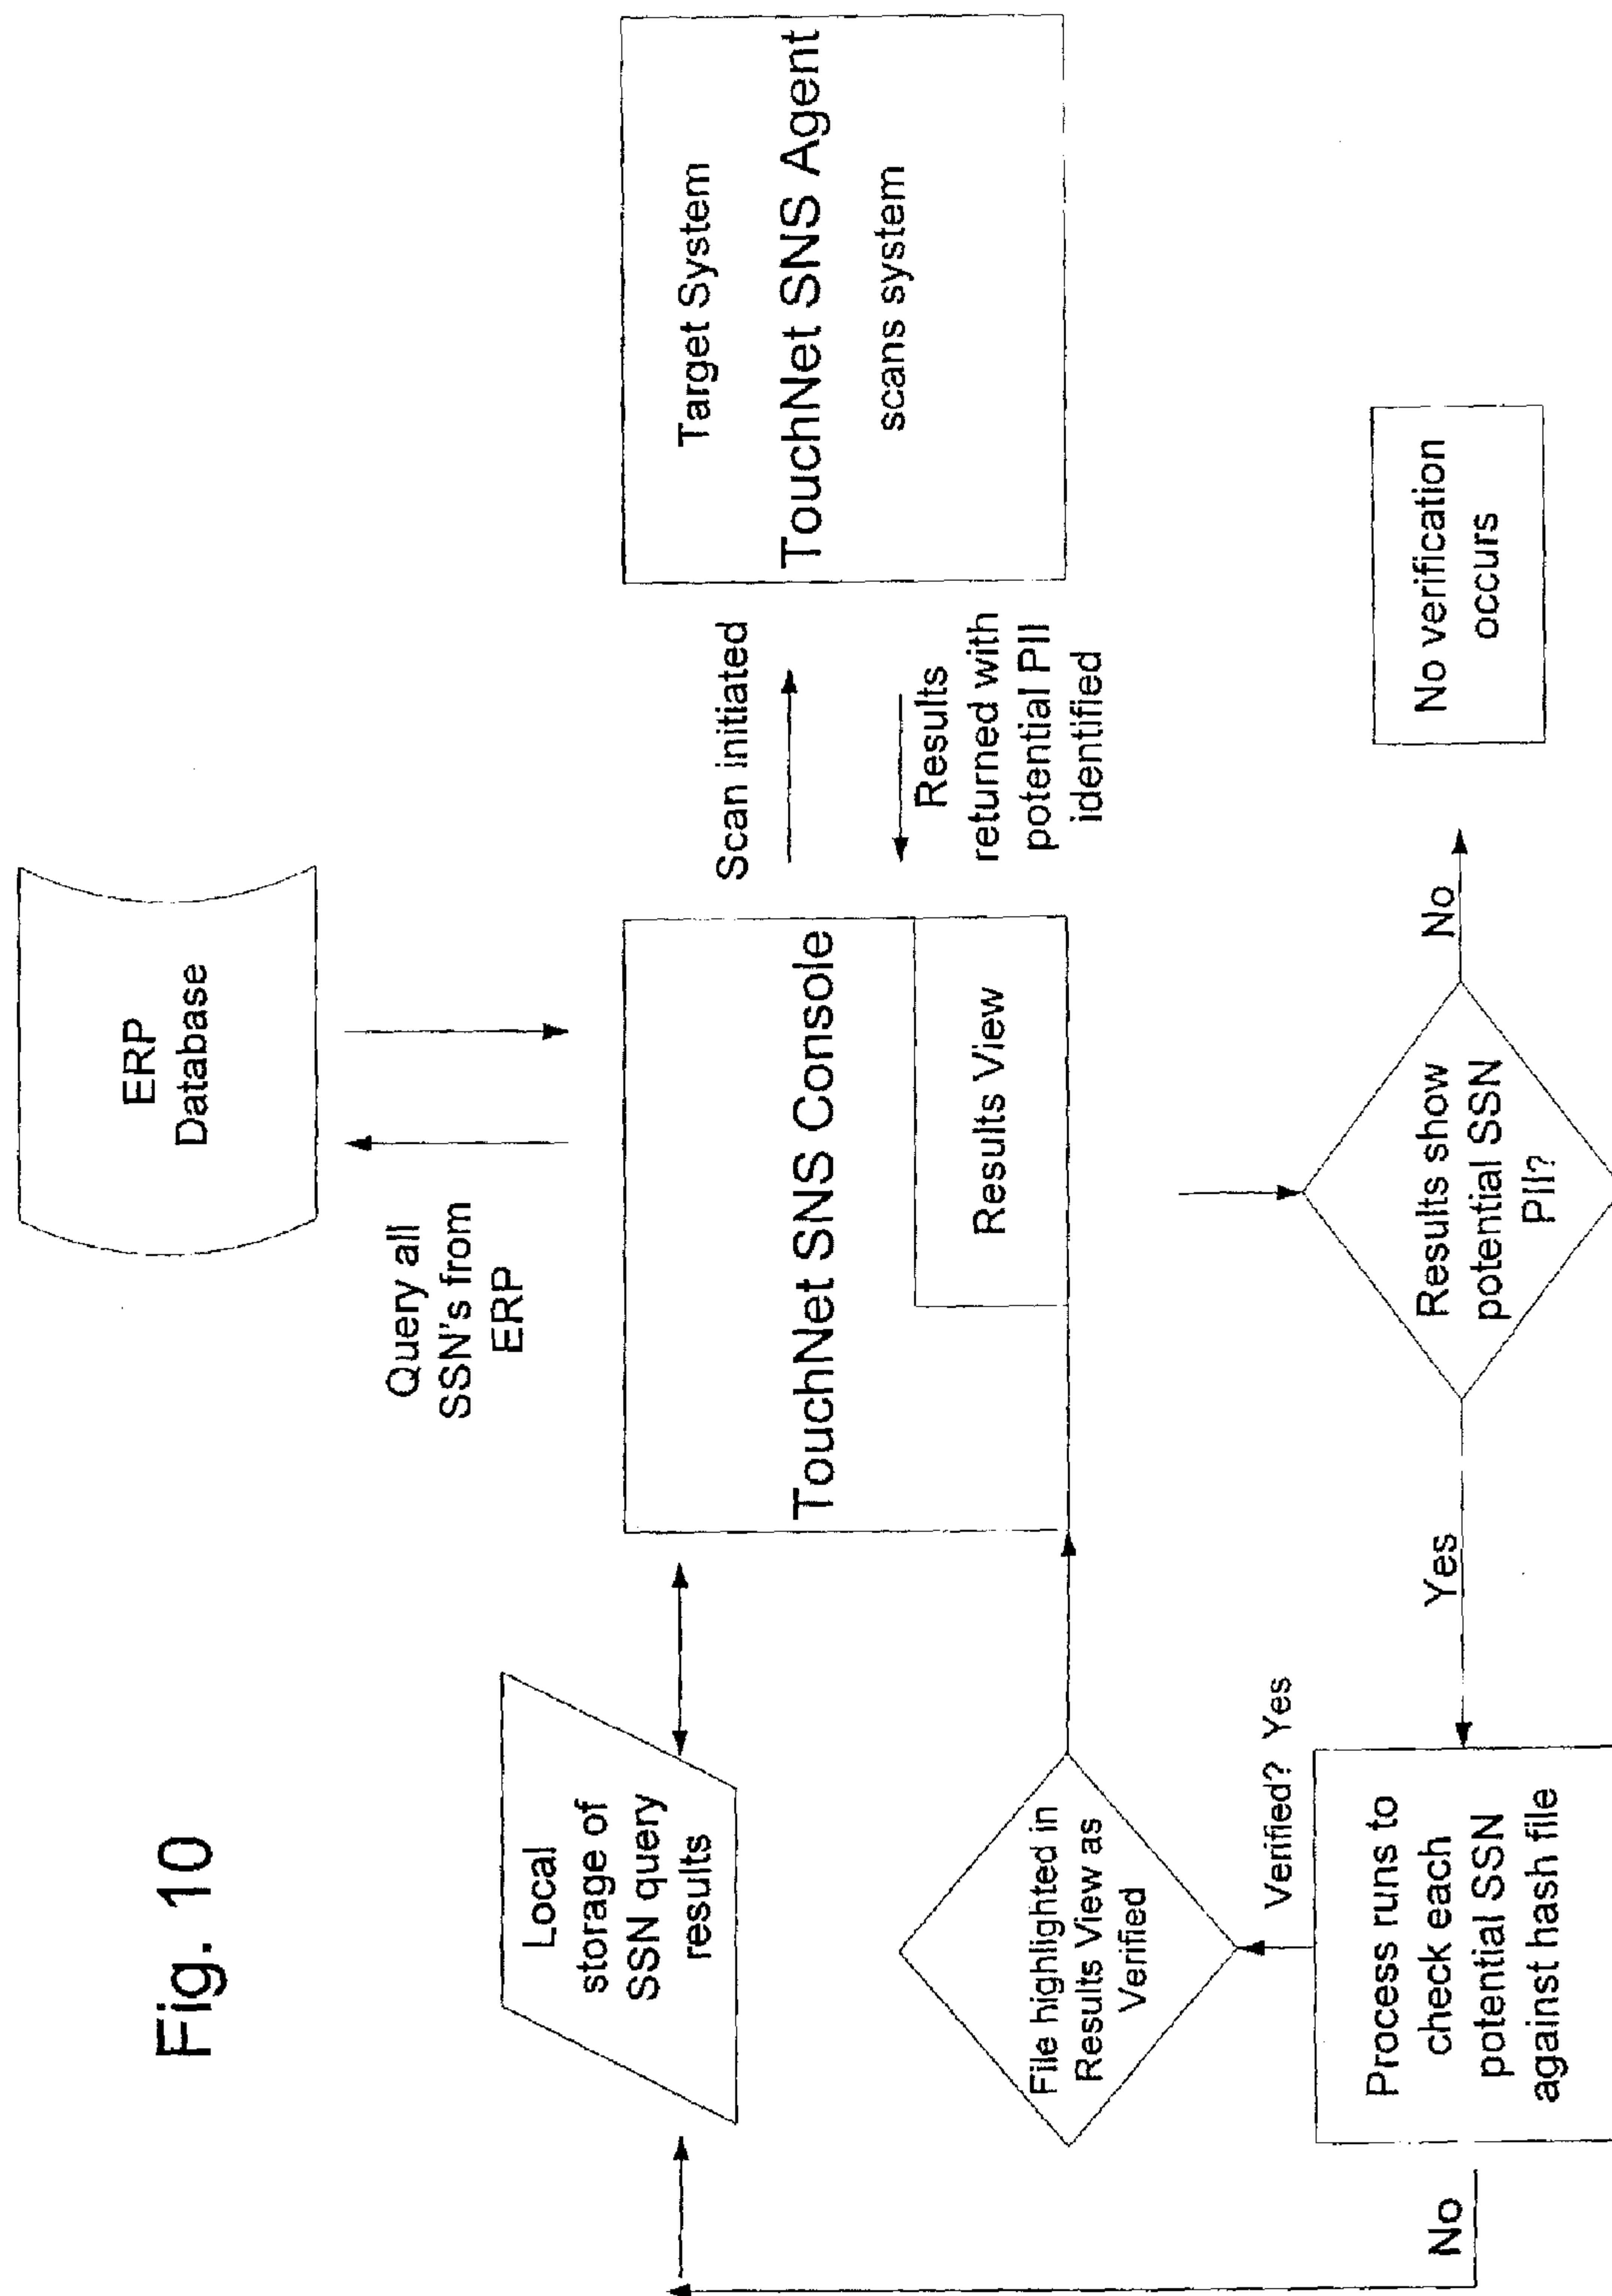 Fig. 10
ERP
Database
Query all
SSN's from
ERP
Local
storage of
SSN query
results
TouchNet SNS Console
Results View
Scan initiated
Results
returned with
potential PII
identified
Target System
TouchNet SNS Agent
scans system
File highlighted in
Results View as
Verified
Verified? Yes
Process runs to
check each
potential SSN
against hash file
No
Yes
Results show
potential SSN
PII?
No
No verification
occurs